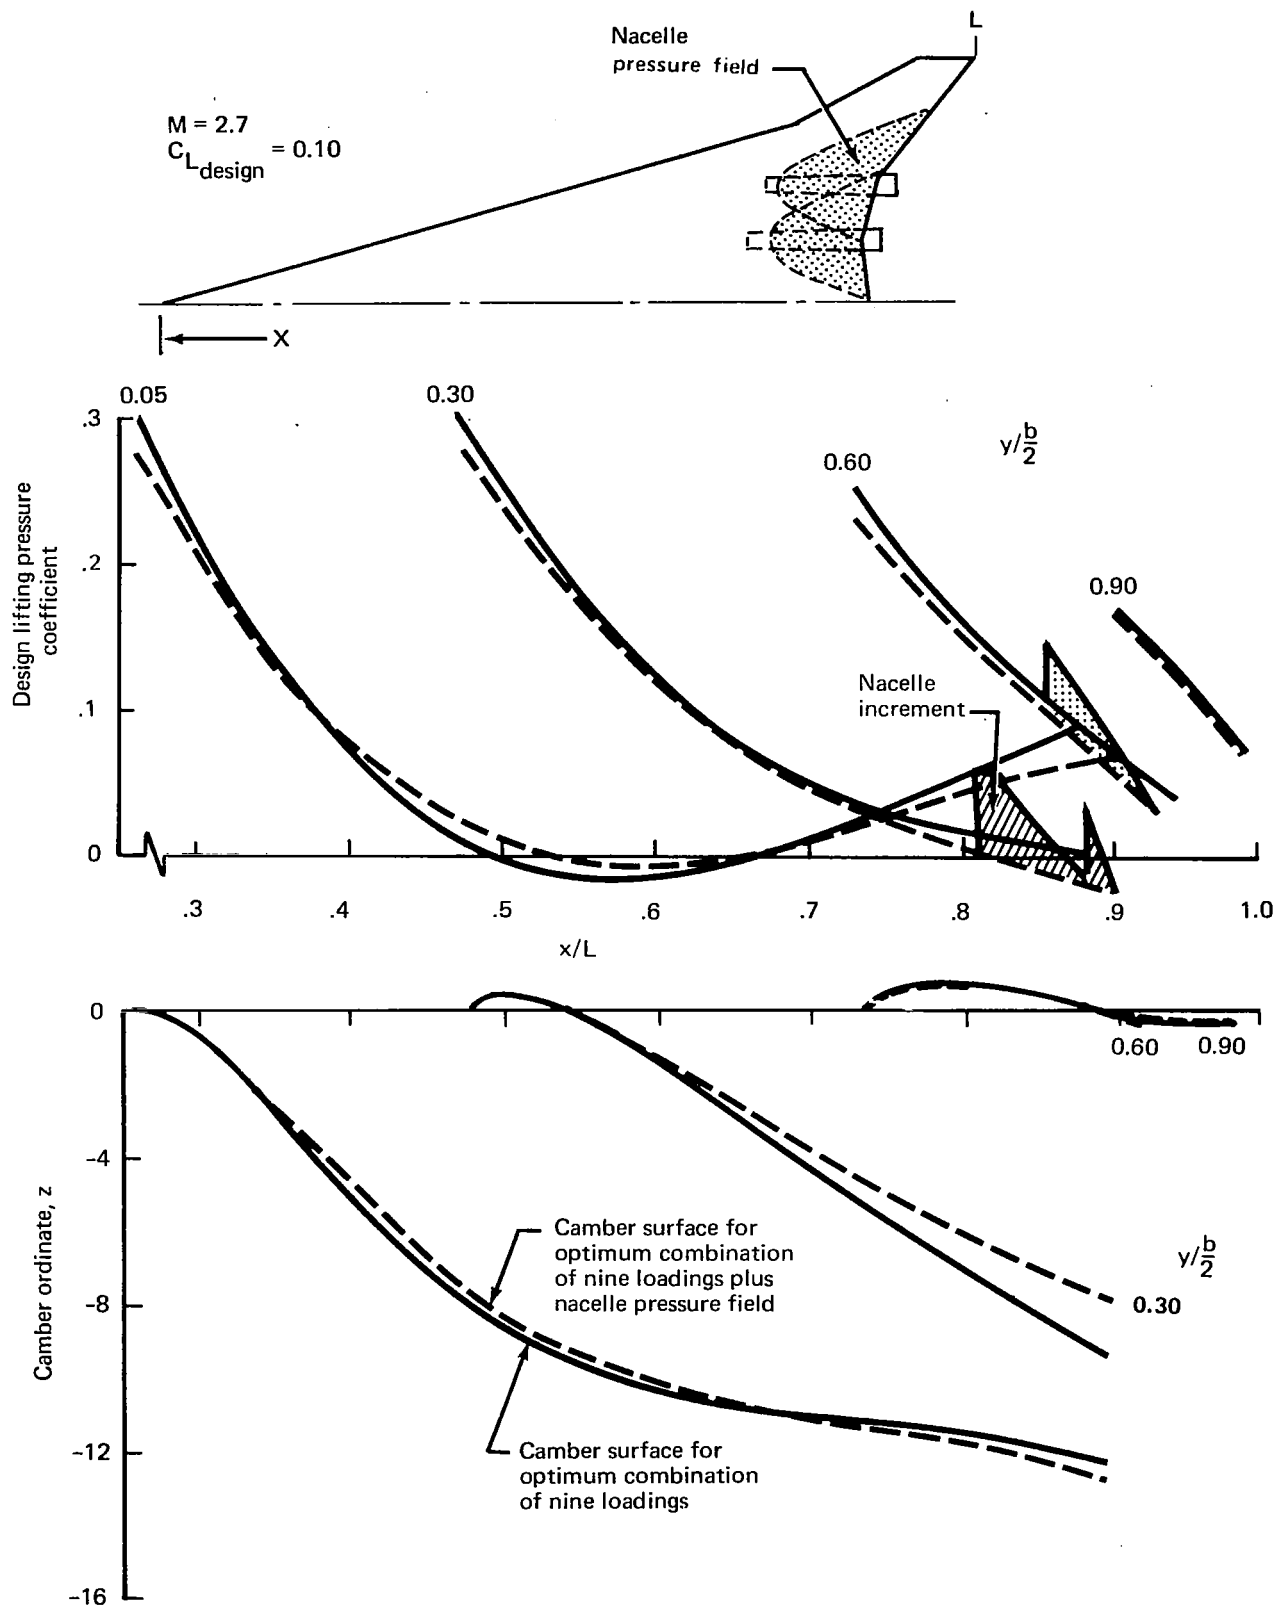 L
Nacelle
pressure field
M = 2.7
C_L_design = 0.10
X
0.05
0.30
.3
y/b/2
0.60
Design lifting pressure
coefficient
.2
0.90
Nacelle
increment
.1
0
.3 .4 .5 .6 .7 .8 .9 1.0
x/L
0
0.60 0.90
-4
Camber ordinate, z
Camber surface for
optimum combination
of nine loadings plus
nacelle pressure field
y/b/2
-8
0.30
-12
Camber surface for
optimum combination
of nine loadings
-16